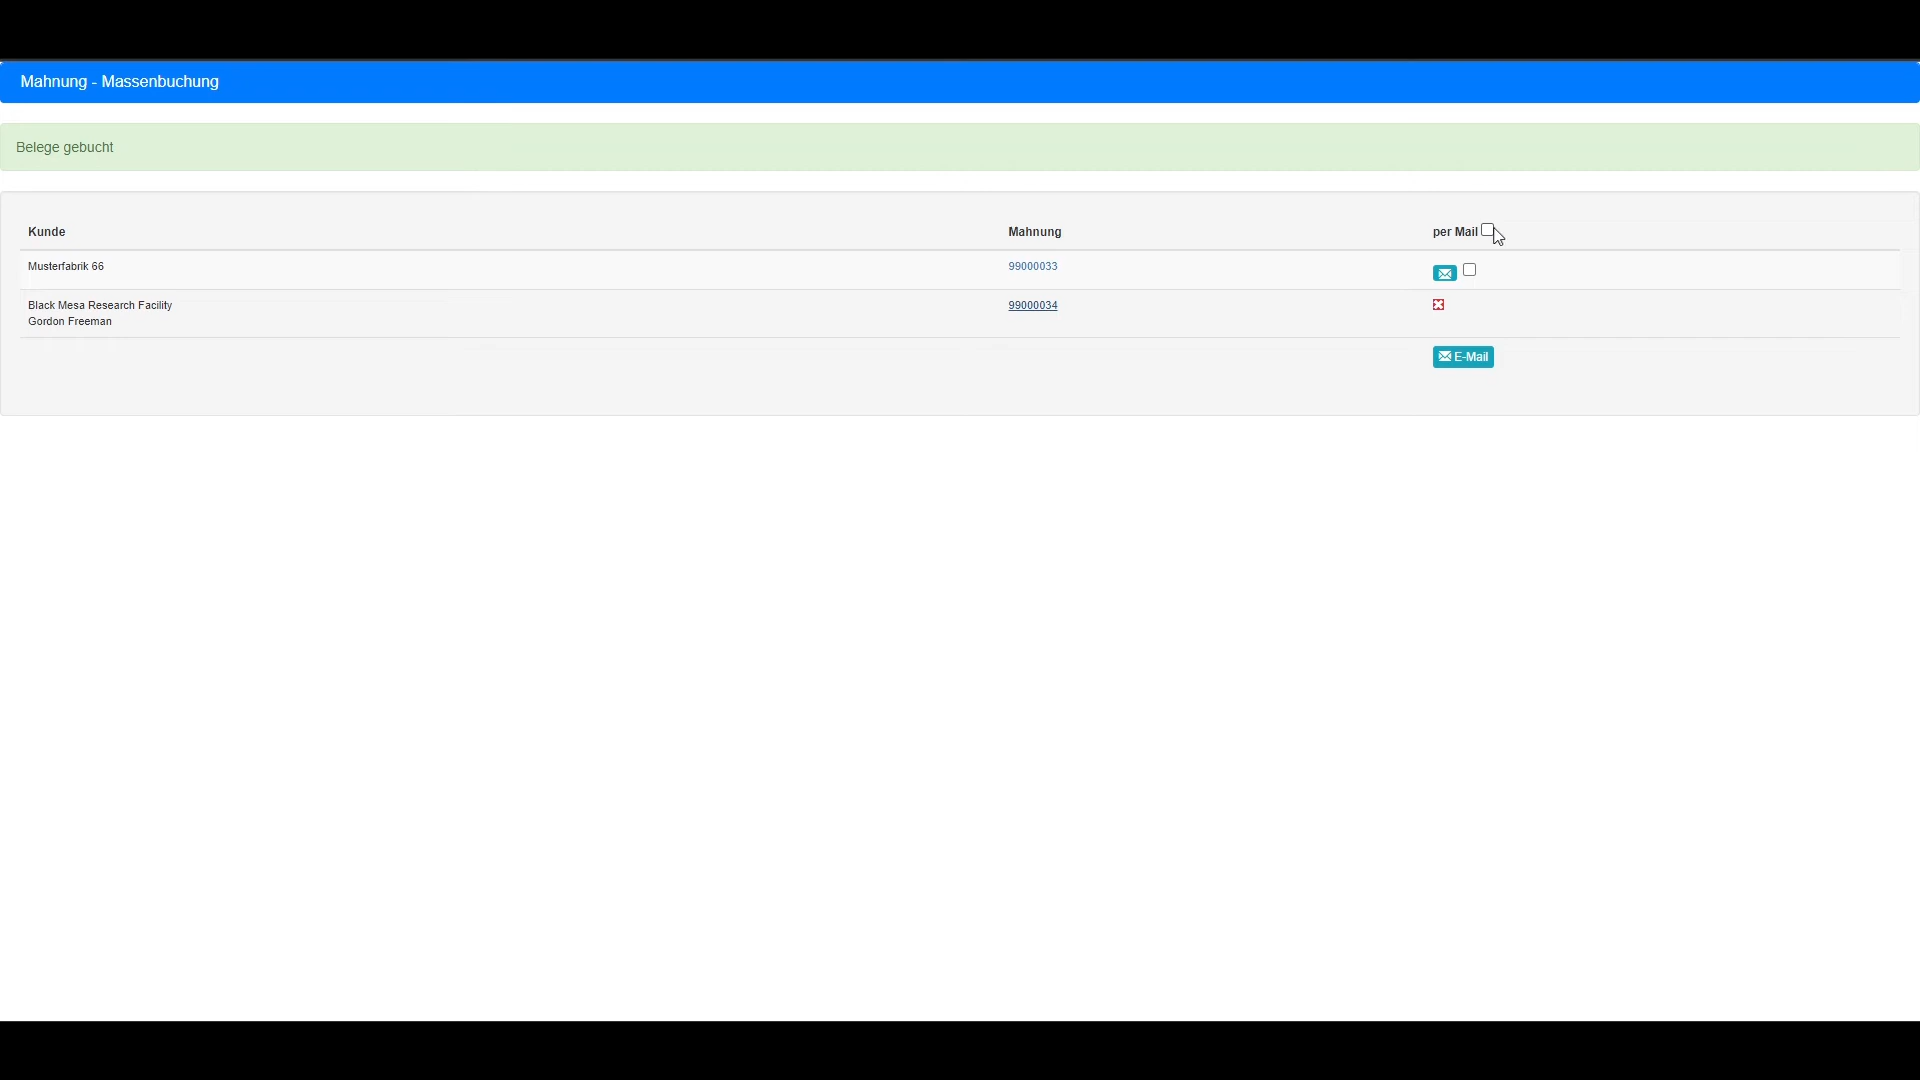 Mahnung - Massenbuchung
Belege gebucht
Kunde Mahnung per Mail
Musterfabrik 66 99000033
Black Mesa Research Facility 99000034
Gordon Freeman
E-Mail